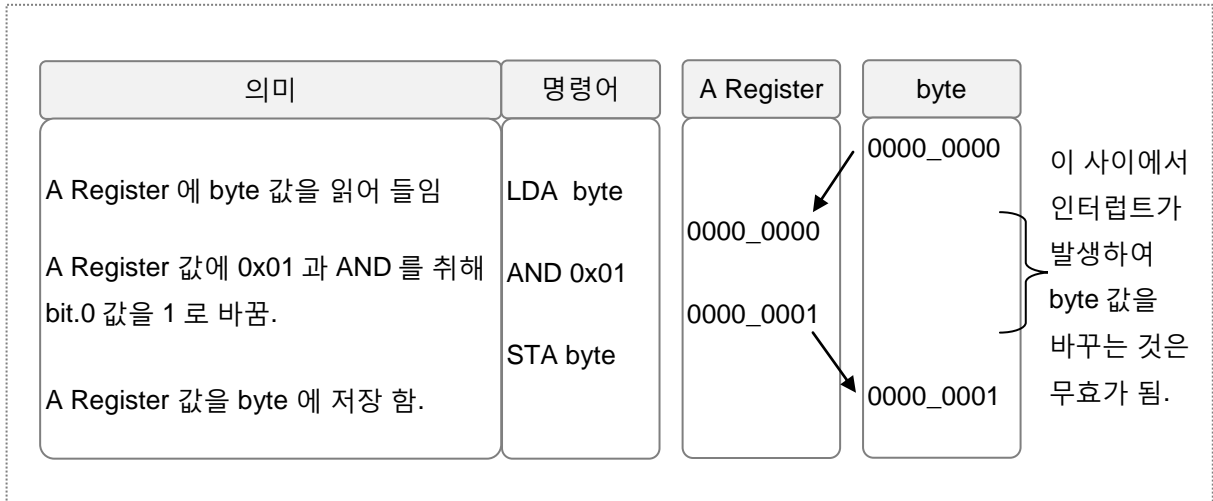 의미 명령어 A Register byte
0000_0000
A Register 에 byte 값을 읽어 들임 LDA byte
0000_0000
A Register 값에 0x01 과 AND 를 취해 AND 0x01
bit.0 값을 1 로 바꿈.
0000_0001
STA byte
A Register 값을 byte 에 저장 함.
0000_0001
이 사이에서
인터럽트가
발생하여
byte 값을
바꾸는 것은
무효가 됨.